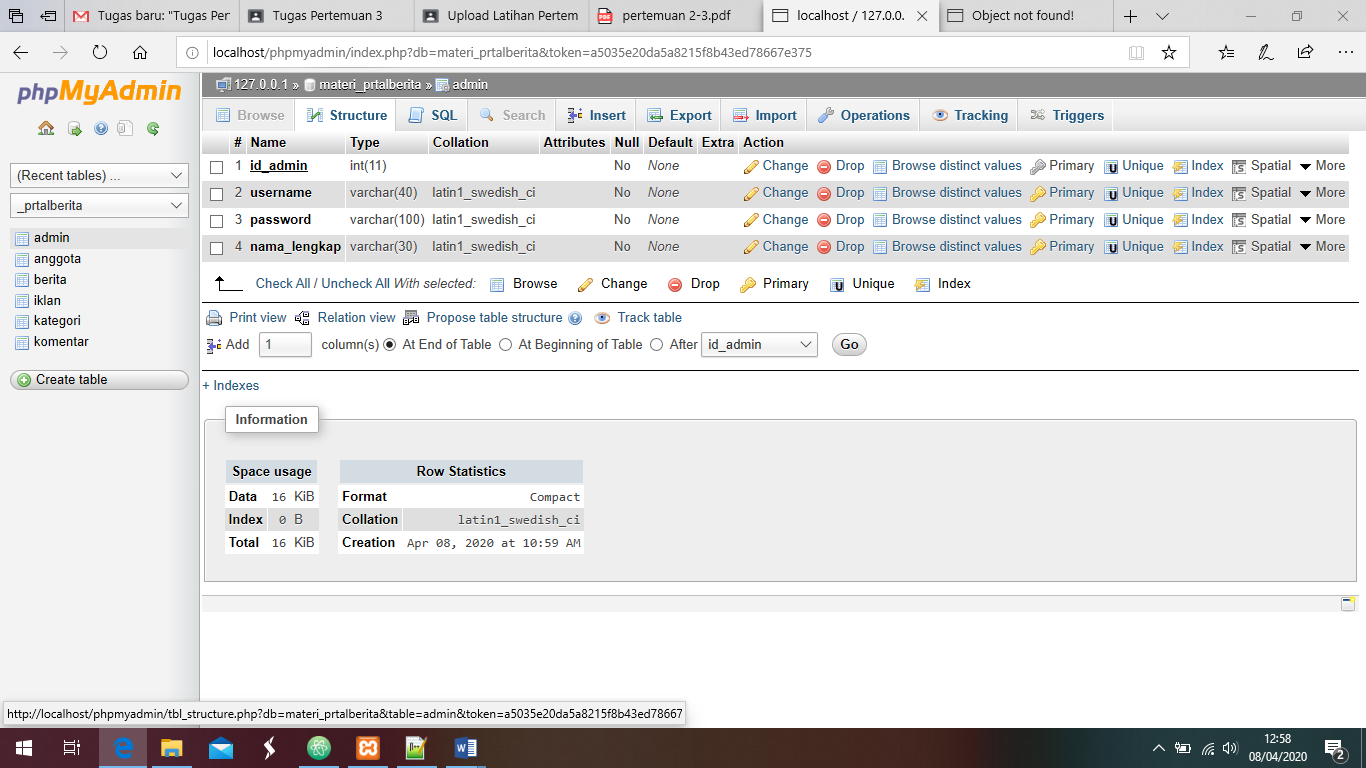 Tugas baru: "Tugas Per
Tugas Pertemuan 3
Upload Latihan Pertem
pertemuan 2-3.pdf
localhost / 127.0.0.
Object not found!
localhost/phpmyadmin/index.php?db=materi_prtalberita&token=a5035e20da5a8215f8b43ed78667e375
phpMyAdmin
(Recent tables) ...
_prtalberita
admin
anggota
berita
iklan
kategori
komentar
Create table
127.0.0.1 » materi_prtalberita » admin
Browse Structure SQL Search Insert Export Import Operations Tracking Triggers
# Name Type Collation Attributes Null Default Extra Action
1 id_admin int(11) No None Change Drop Browse distinct values Primary Unique Index Spatial More
2 username varchar(40) latin1_swedish_ci No None Change Drop Browse distinct values Primary Unique Index Spatial More
3 password varchar(100) latin1_swedish_ci No None Change Drop Browse distinct values Primary Unique Index Spatial More
4 nama_lengkap varchar(30) latin1_swedish_ci No None Change Drop Browse distinct values Primary Unique Index Spatial More
Check All / Uncheck All With selected: Browse Change Drop Primary Unique Index
Print view Relation view Propose table structure Track table
Add 1 column(s) At End of Table At Beginning of Table After id_admin Go
+ Indexes
Information
Space usage
Data 16 KiB
Index 0 B
Total 16 KiB
Row Statistics
Format Compact
Collation latin1_swedish_ci
Creation Apr 08, 2020 at 10:59 AM
http://localhost/phpmyadmin/tbl_structure.php?db=materi_prtalberita&table=admin&token=a5035e20da5a8215f8b43ed78667
12:58
08/04/2020
2